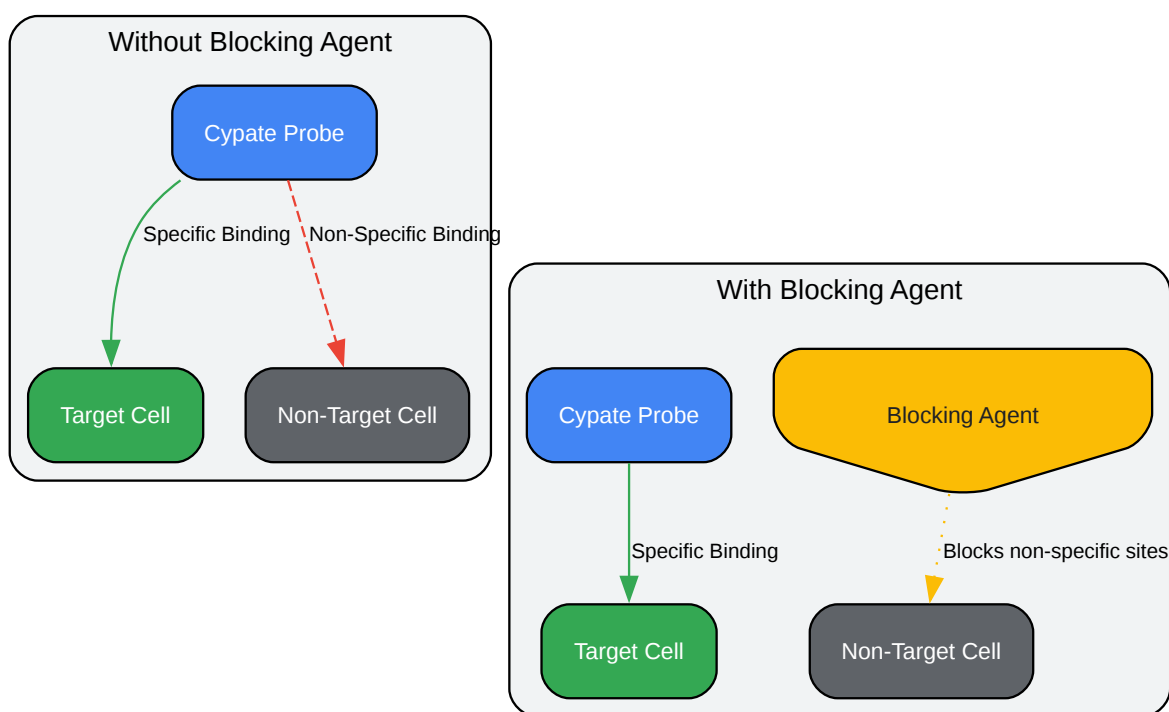 Without Blocking Agent
Cypate Probe
Specific Binding
Non-Specific Binding
Target Cell
Non-Target Cell
With Blocking Agent
Cypate Probe
Blocking Agent
Specific Binding
Blocks non-specific sites
Target Cell
Non-Target Cell